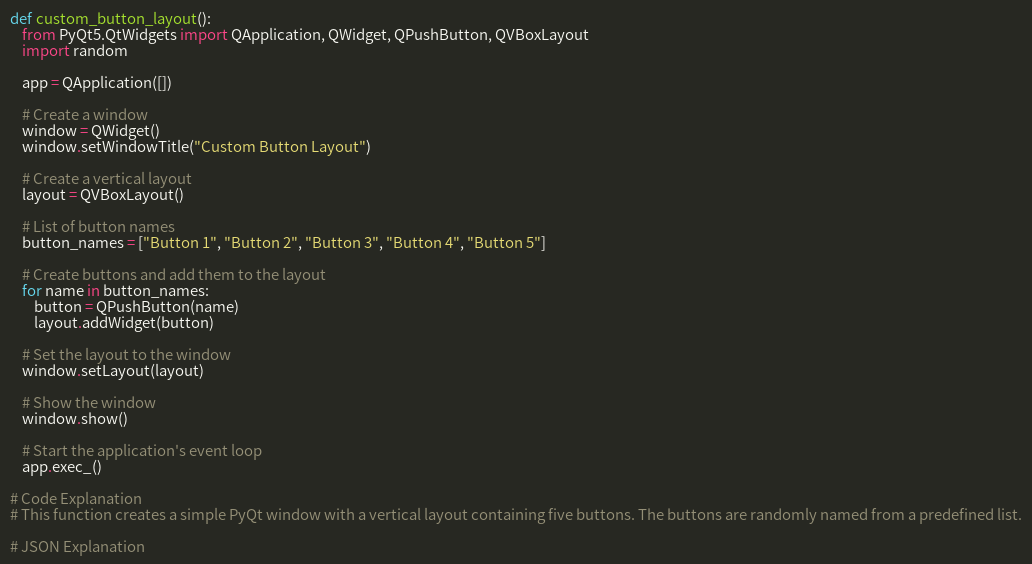 def custom_button_layout():
    from PyQt5.QtWidgets import QApplication, QWidget, QPushButton, QVBoxLayout
    import random

    app = QApplication([])

    # Create a window
    window = QWidget()
    window.setWindowTitle("Custom Button Layout")

    # Create a vertical layout
    layout = QVBoxLayout()

    # List of button names
    button_names = ["Button 1", "Button 2", "Button 3", "Button 4", "Button 5"]

    # Create buttons and add them to the layout
    for name in button_names:
        button = QPushButton(name)
        layout.addWidget(button)

    # Set the layout to the window
    window.setLayout(layout)

    # Show the window
    window.show()

    # Start the application's event loop
    app.exec_()

# Code Explanation
# This function creates a simple PyQt window with a vertical layout containing five buttons. The buttons are randomly named from a predefined list.

# JSON Explanation